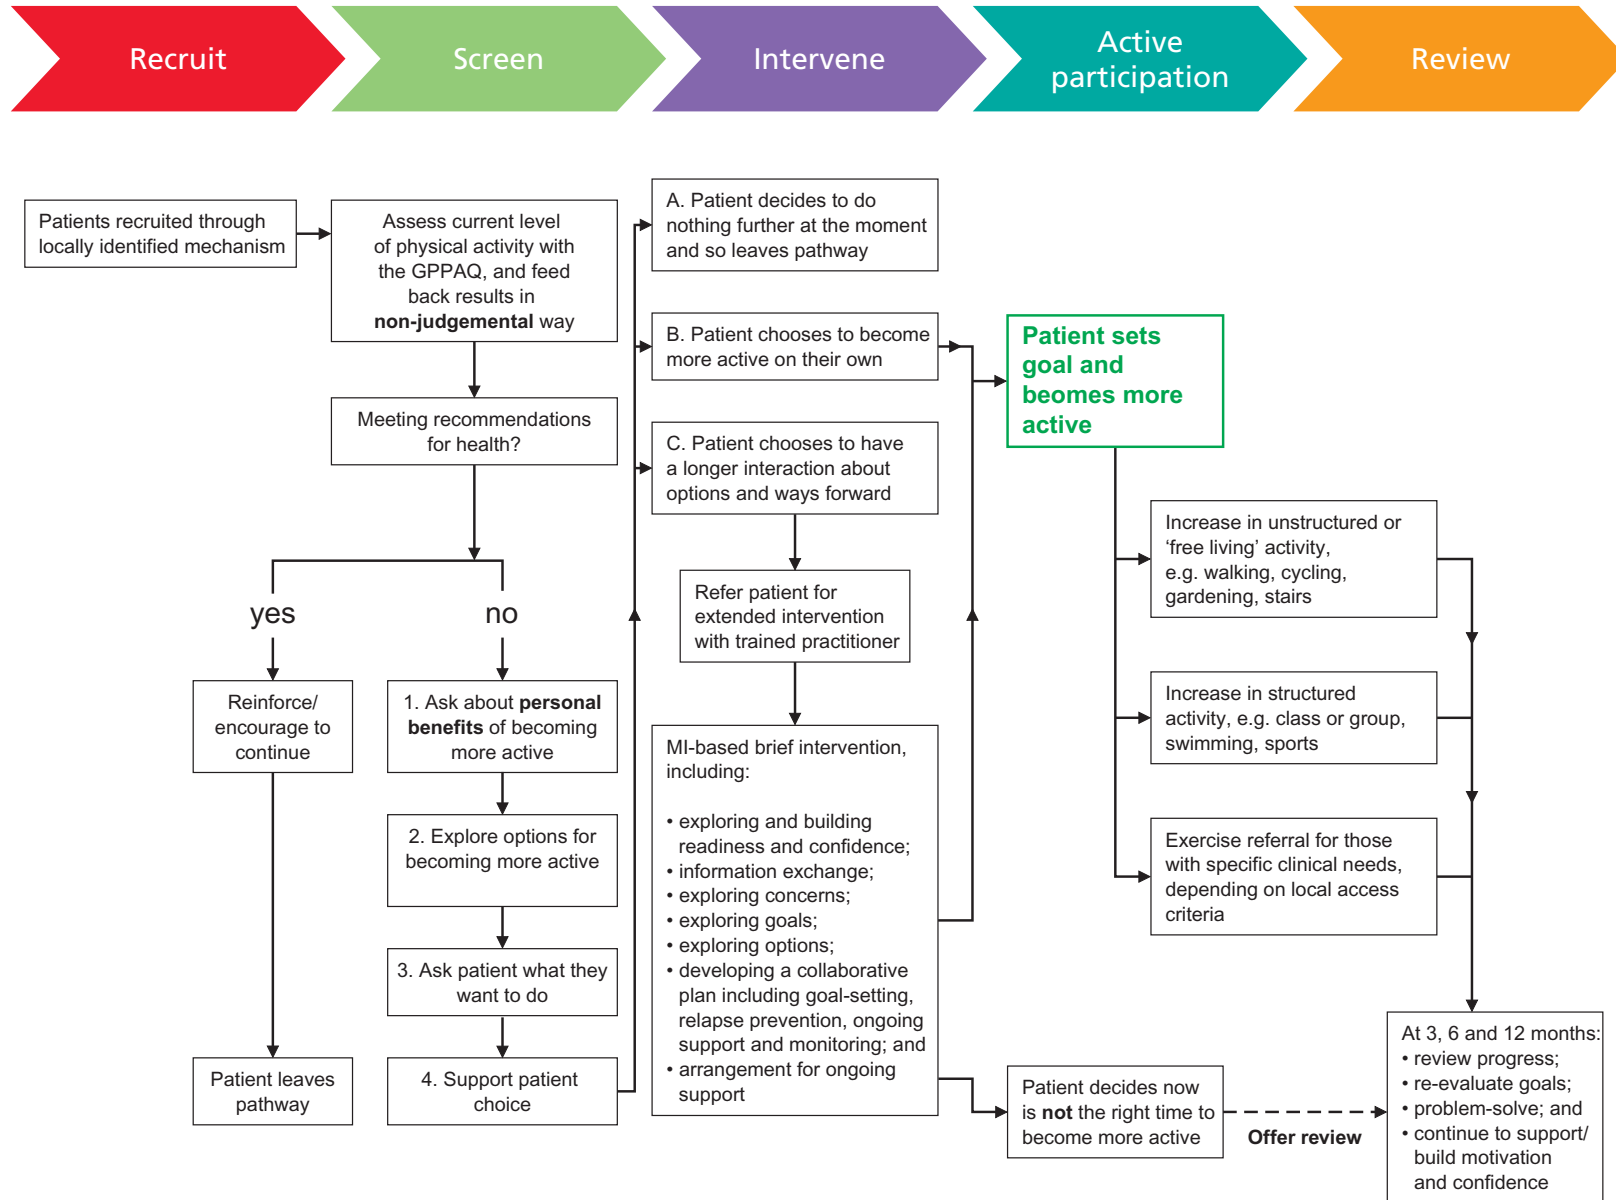 Recruit
Screen
Intervene
Active
participation
Review
Patients recruited through
locally identified mechanism
Assess current level
of physical activity with
the GPPAQ, and feed
back results in
non-judgemental way
Meeting recommendations
for health?
yes
no
Reinforce/
encourage to
continue
Patient leaves
pathway
1. Ask about personal
benefits of becoming
more active
2. Explore options for
becoming more active
3. Ask patient what they
want to do
4. Support patient
choice
A. Patient decides to do
nothing further at the moment
and so leaves pathway
B. Patient chooses to become
more active on their own
C. Patient chooses to have
a longer interaction about
options and ways forward
Refer patient for
extended intervention
with trained practitioner
MI-based brief intervention,
including:
• exploring and building
readiness and confidence;
• information exchange;
• exploring concerns;
• exploring goals;
• exploring options;
• developing a collaborative
plan including goal-setting,
relapse prevention, ongoing
support and monitoring; and
• arrangement for ongoing
support
Patient sets
goal and
beomes more
active
Increase in unstructured or
‘free living’ activity,
e.g. walking, cycling,
gardening, stairs
Increase in structured
activity, e.g. class or group,
swimming, sports
Exercise referral for those
with specific clinical needs,
depending on local access
criteria
Patient decides now
is not the right time to
become more active
Offer review
At 3, 6 and 12 months:
• review progress;
• re-evaluate goals;
• problem-solve; and
• continue to support/
build motivation
and confidence